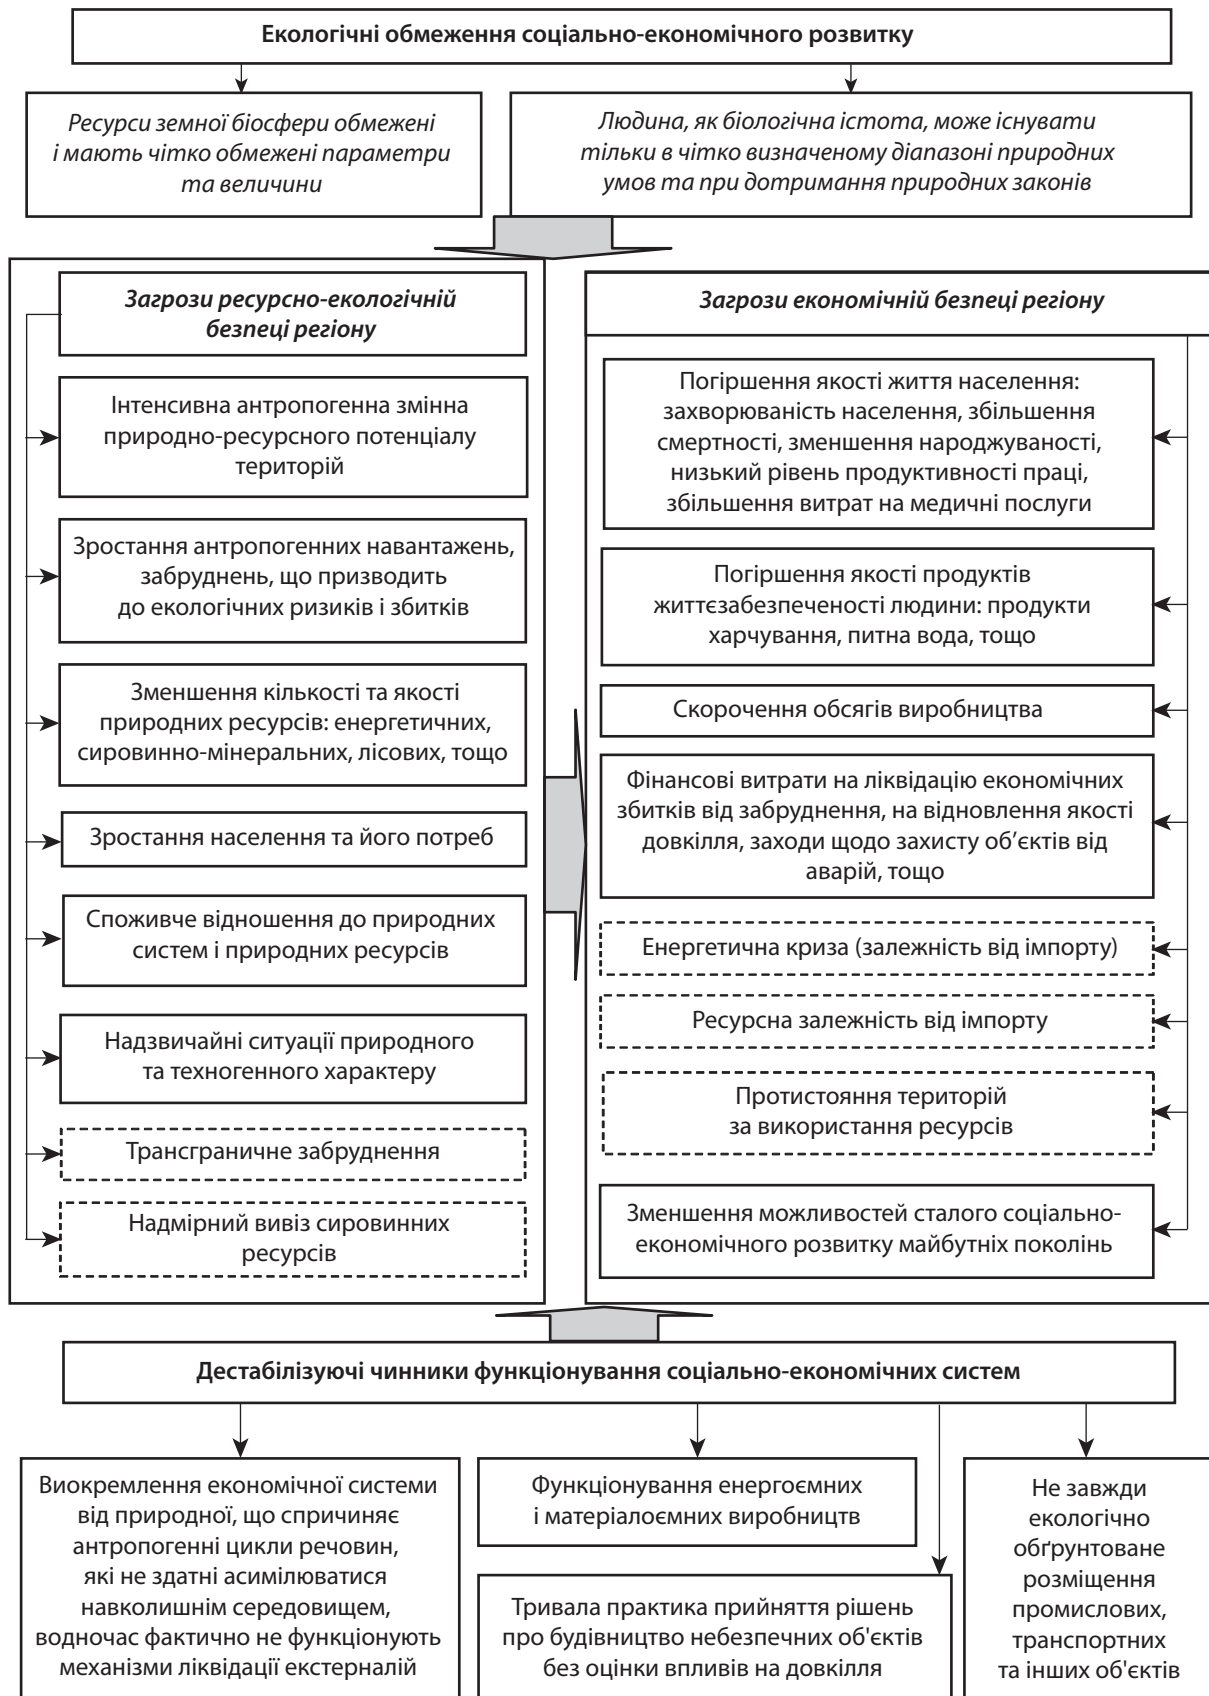 Екологічні обмеження соціально-економічного розвитку
Ресурси земної біосфери обмежені
і мають чітко обмежені параметри
та величини
Людина, як біологічна істота, може існувати
тільки в чітко визначеному діапазоні природних
умов та при дотримання природних законів
Загрози ресурсно-екологічній
безпеці регіону
Інтенсивна антропогенна змінна
природно-ресурсного потенціалу
територій
Зростання антропогенних навантажень,
забруднень, що призводить
до екологічних ризиків і збитків
Зменшення кількості та якості
природних ресурсів: енергетичних,
сировинно-мінеральних, лісових, тощо
Зростання населення та його потреб
Споживче відношення до природних
систем і природних ресурсів
Надзвичайні ситуації природного
та техногенного характеру
Трансграничне забруднення
Надмірний вивіз сировинних
ресурсів
Загрози економічній безпеці регіону
Погіршення якості життя населення:
захворюваність населення, збільшення
смертності, зменшення народжуваності,
низький рівень продуктивності праці,
збільшення витрат на медичні послуги
Погіршення якості продуктів
життєзабезпеченості людини: продукти
харчування, питна вода, тощо
Скорочення обсягів виробництва
Фінансові витрати на ліквідацію економічних
збитків від забруднення, на відновлення якості
довкілля, заходи щодо захисту об’єктів від
аварій, тощо
Енергетична криза (залежність від імпорту)
Ресурсна залежність від імпорту
Протистояння територій
за використання ресурсів
Зменшення можливостей сталого соціально-
економічного розвитку майбутніх поколінь
Дестабілізуючі чинники функціонування соціально-економічних систем
Виокремлення економічної системи
від природної, що спричиняє
антропогенні цикли речовин,
які не здатні асимілюватися
навколишнім середовищем,
водночас фактично не функціонують
механізми ліквідації екстерналій
Функціонування енергоємних
і матеріалоємних виробництв
Тривала практика прийняття рішень
про будівництво небезпечних об'єктів
без оцінки впливів на довкілля
Не завжди
екологічно
обґрунтоване
розміщення
промислових,
транспортних
та інших об'єктів